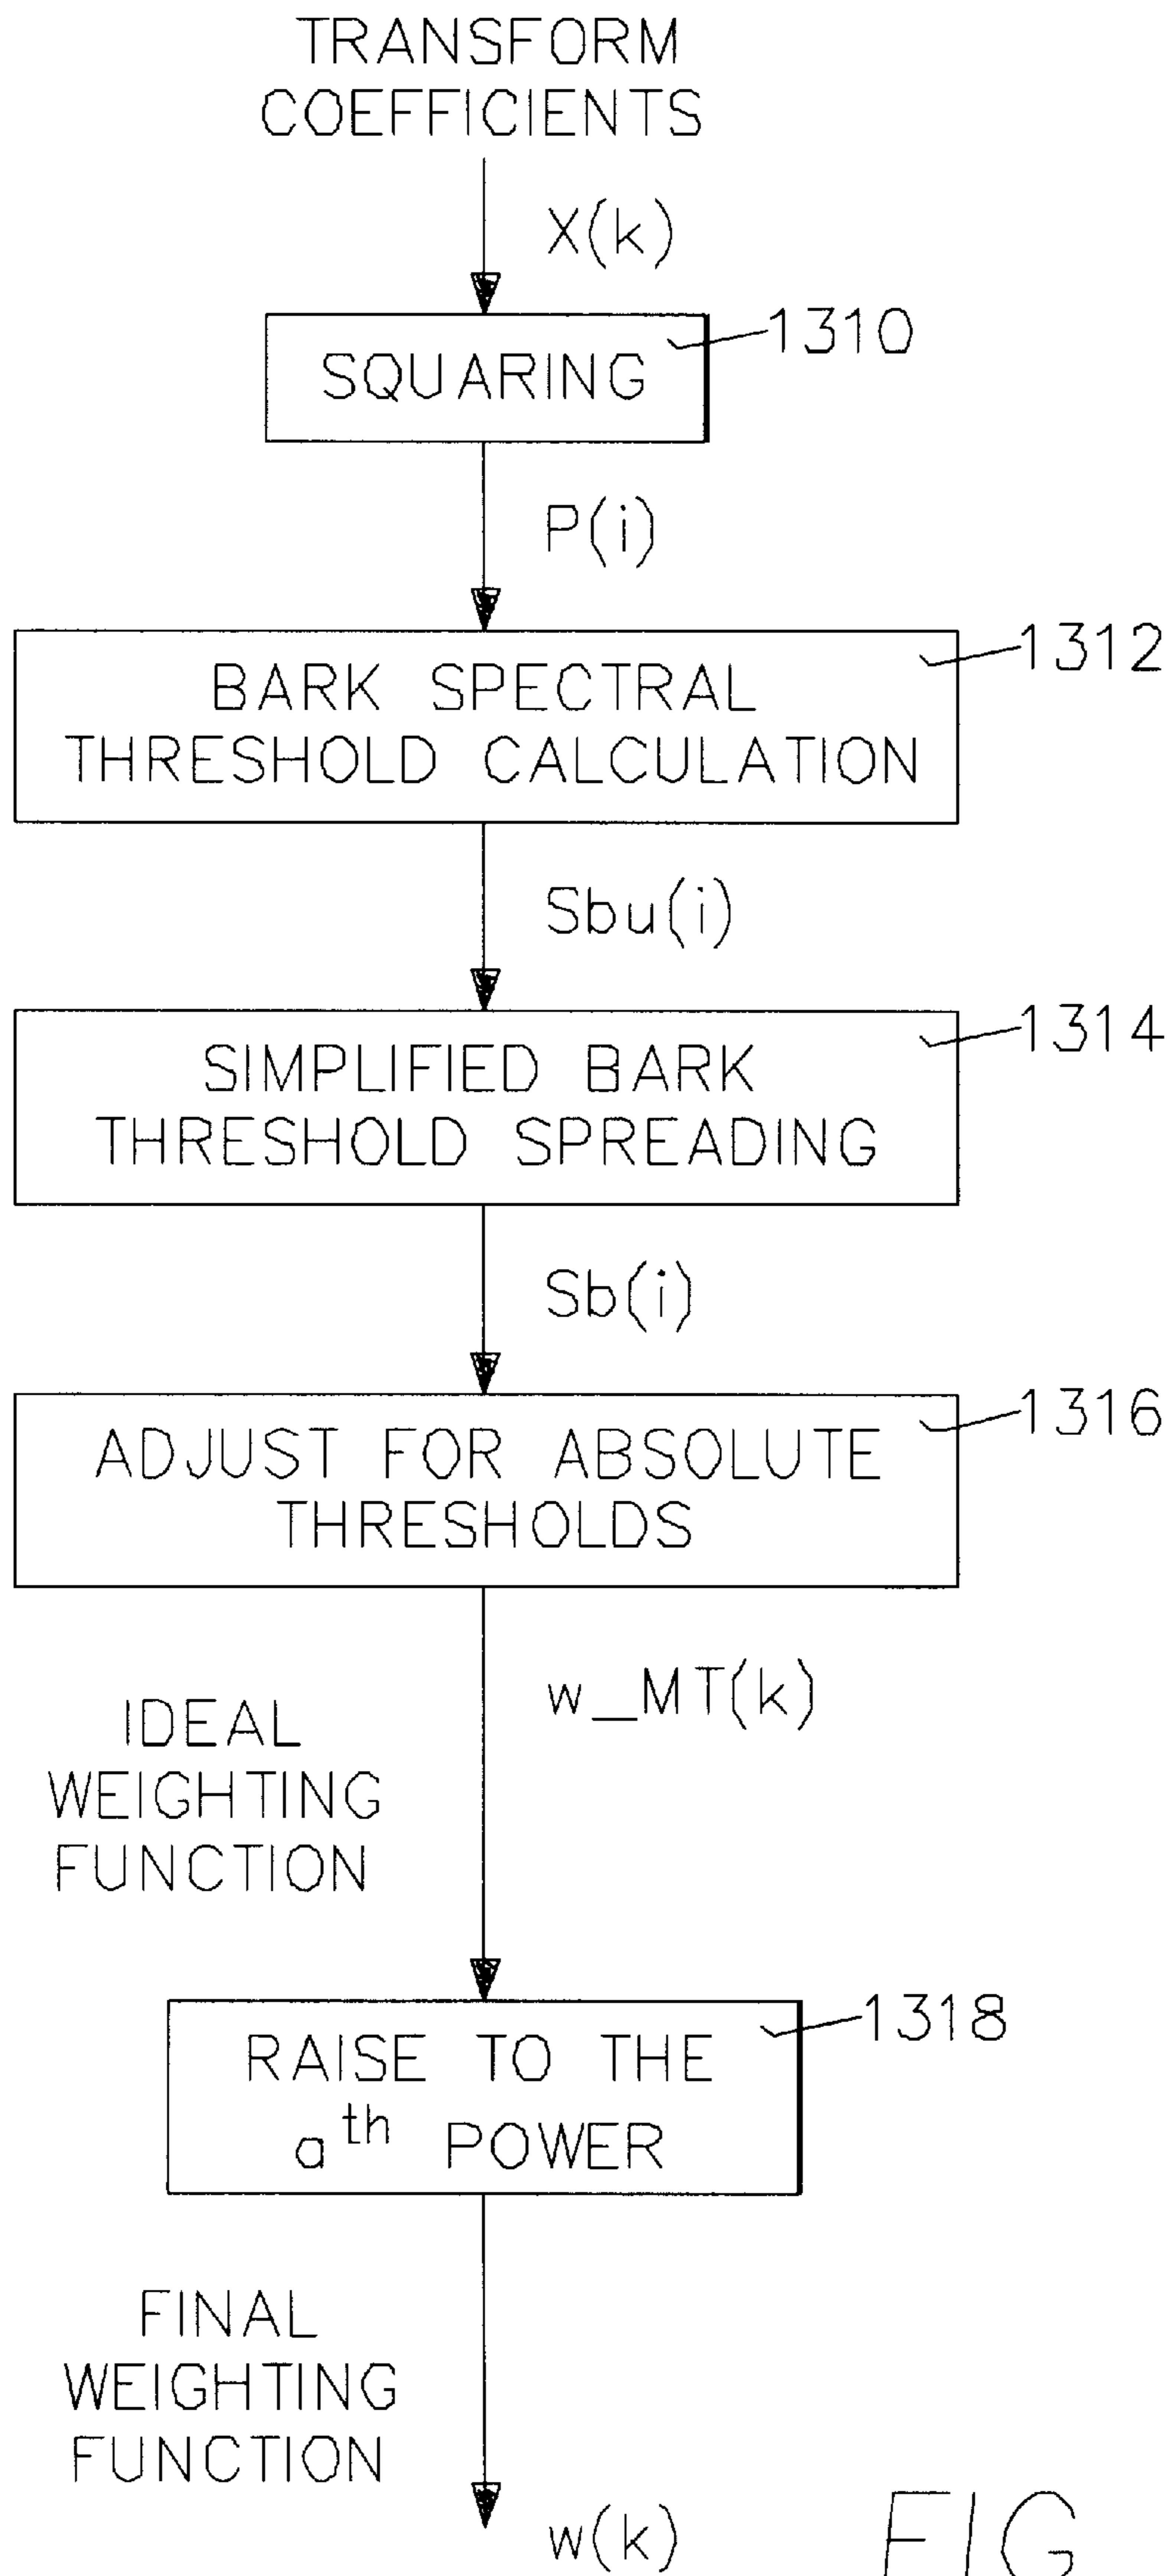 TRANSFORM
COEFFICIENTS
X(k)
1310
SQUARING
P(i)
1312
BARK SPECTRAL
THRESHOLD CALCULATION
Sbu(i)
1314
SIMPLIFIED BARK
THRESHOLD SPREADING
Sb(i)
1316
ADJUST FOR ABSOLUTE
THRESHOLDS
w_MT(k)
IDEAL
WEIGHTING
FUNCTION
1318
RAISE TO THE
a^th POWER
FINAL
WEIGHTING
FUNCTION
w(k)
FIG